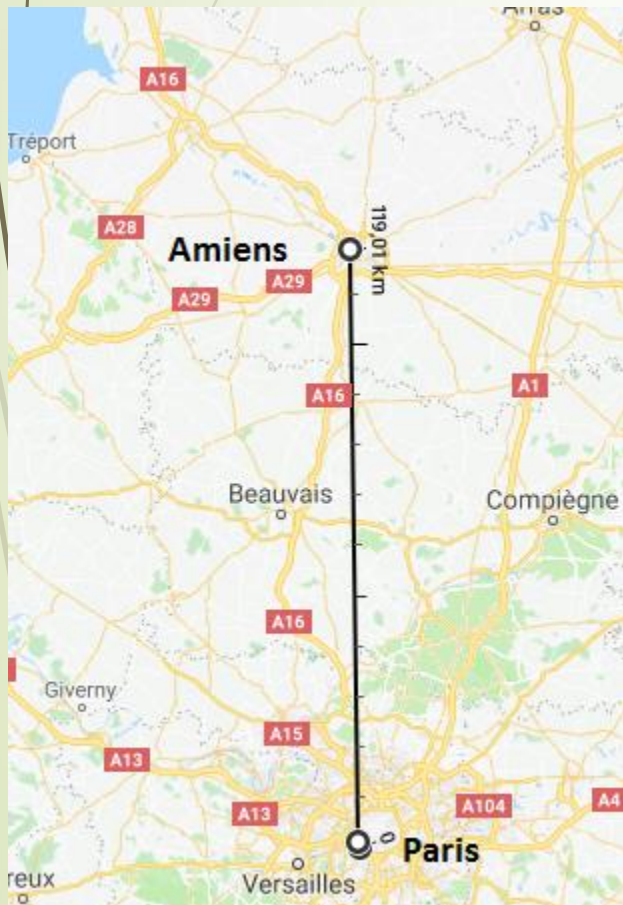 Arras
A16
Tréport
A28
Amiens
119,01 km
A29
A29
A16
A1
Beauvais
Compiègne
A16
Giverny
A15
A13
A13
A104
A4
0
Paris
reux
Versailles